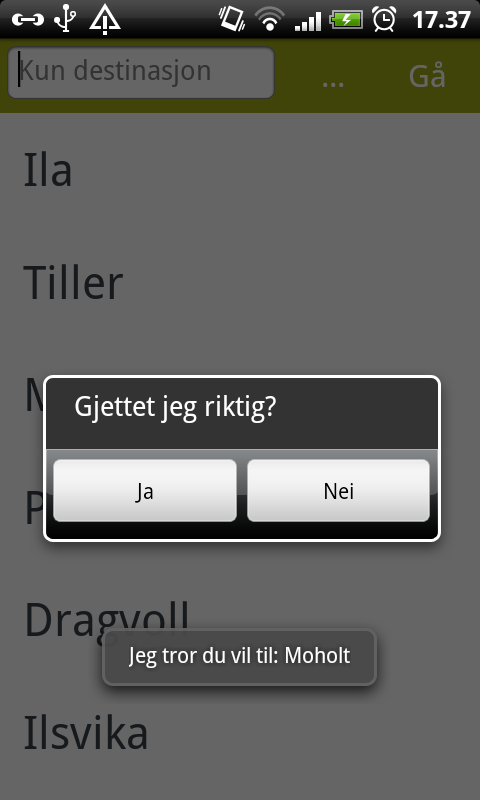 17.37
Kun destinasjon
...
Gå
Ila
Tiller
Gjettet jeg riktig?
Ja
Nei
Dragvoll
Jeg tror du vil til: Moholt
Ilsvika